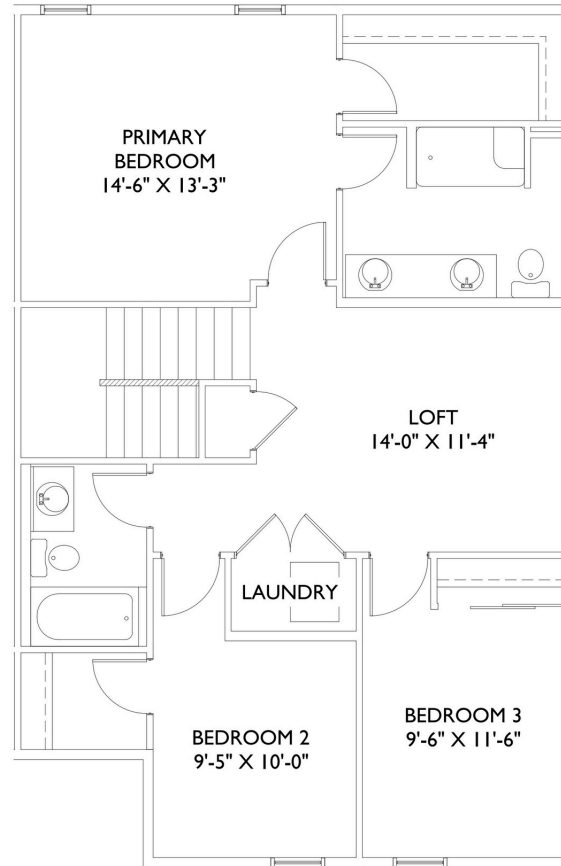 PRIMARY
BEDROOM
14'-6" X 13'-3"
LOFT
14'-0" X 11'-4"
LAUNDRY
BEDROOM 2
9'-5" X 10'-0"
BEDROOM 3
9'-6" X 11'-6"